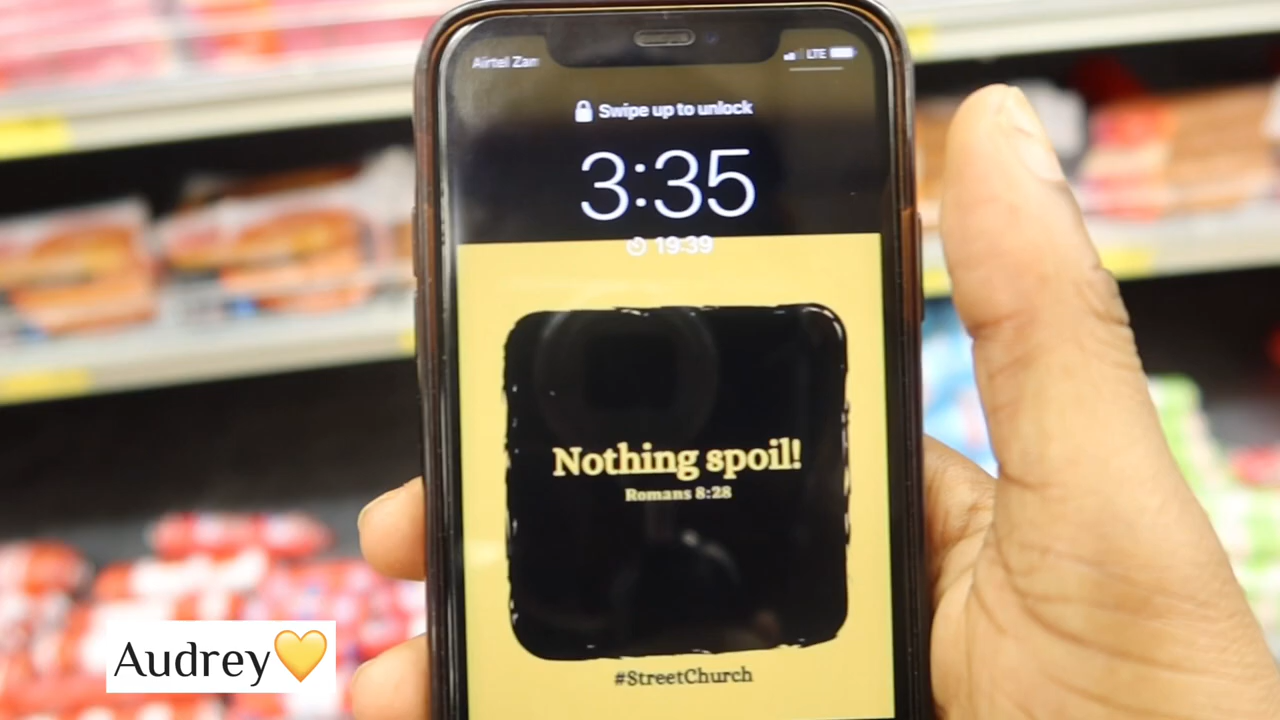 Airtel Zam
LTE
Swipe up to unlock
3:35
19:39
Nothing spoil!
Romans 8:28
#StreetChurch
Audrey💛